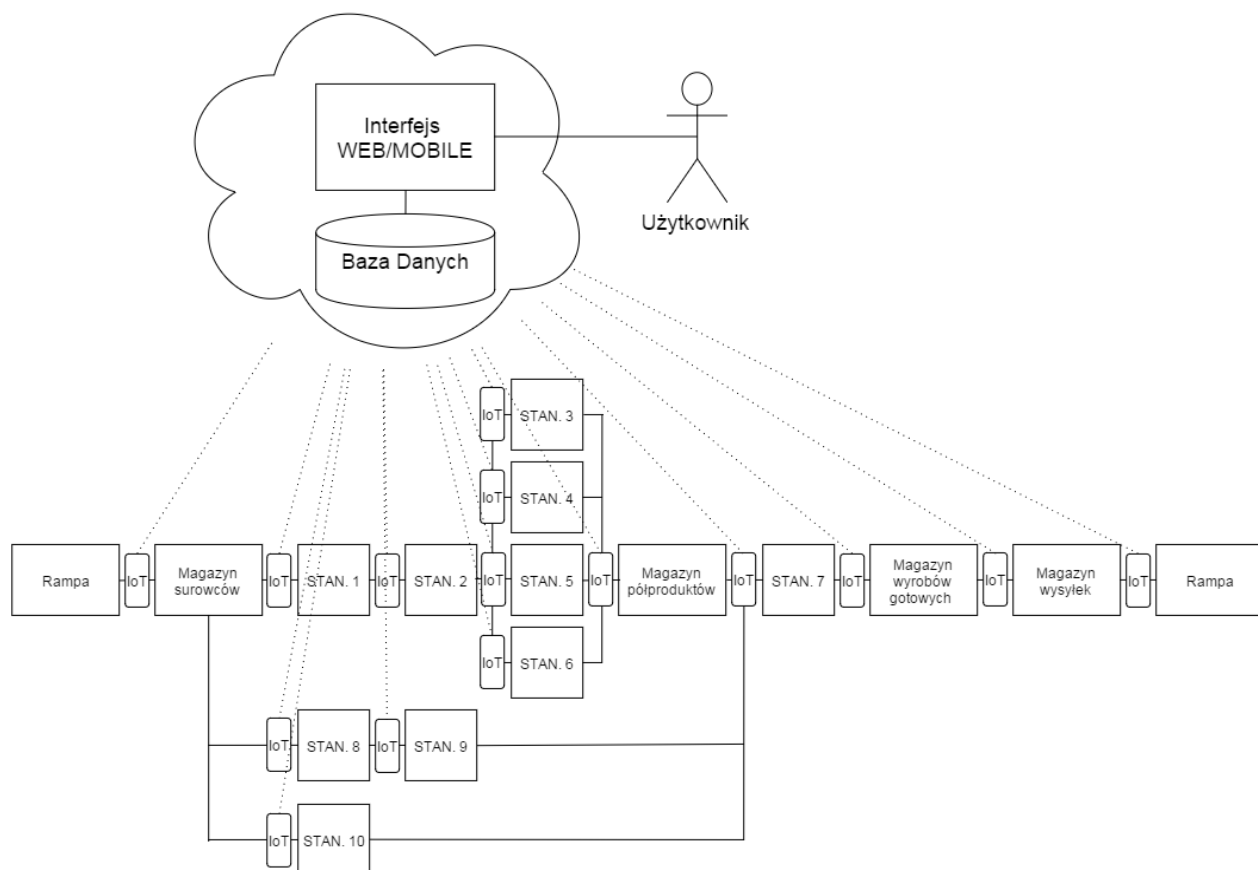 Interfejs
WEB/MOBILE
Użytkownik
Baza Danych
IoT
STAN. 3
IoT
STAN. 4
Rampa
IoT
Magazyn
surowców
IoT
STAN. 1
IoT
STAN. 2
IoT
STAN. 5
IoT
Magazyn
półproduktów
IoT
STAN. 7
IoT
Magazyn
wyrobów
gotowych
IoT
Magazyn
wysyłek
IoT
Rampa
IoT
STAN. 6
IoT
STAN. 8
IoT
STAN. 9
IoT
STAN. 10